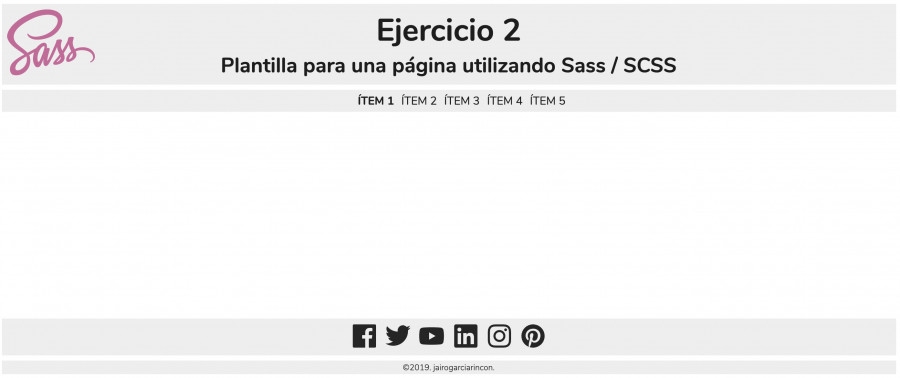 Sass
Ejercicio 2
Plantilla para una página utilizando Sass / SCSS
ÍTEM 1 ÍTEM 2 ÍTEM 3 ÍTEM 4 ÍTEM 5
©2019. jairogarciarincon.